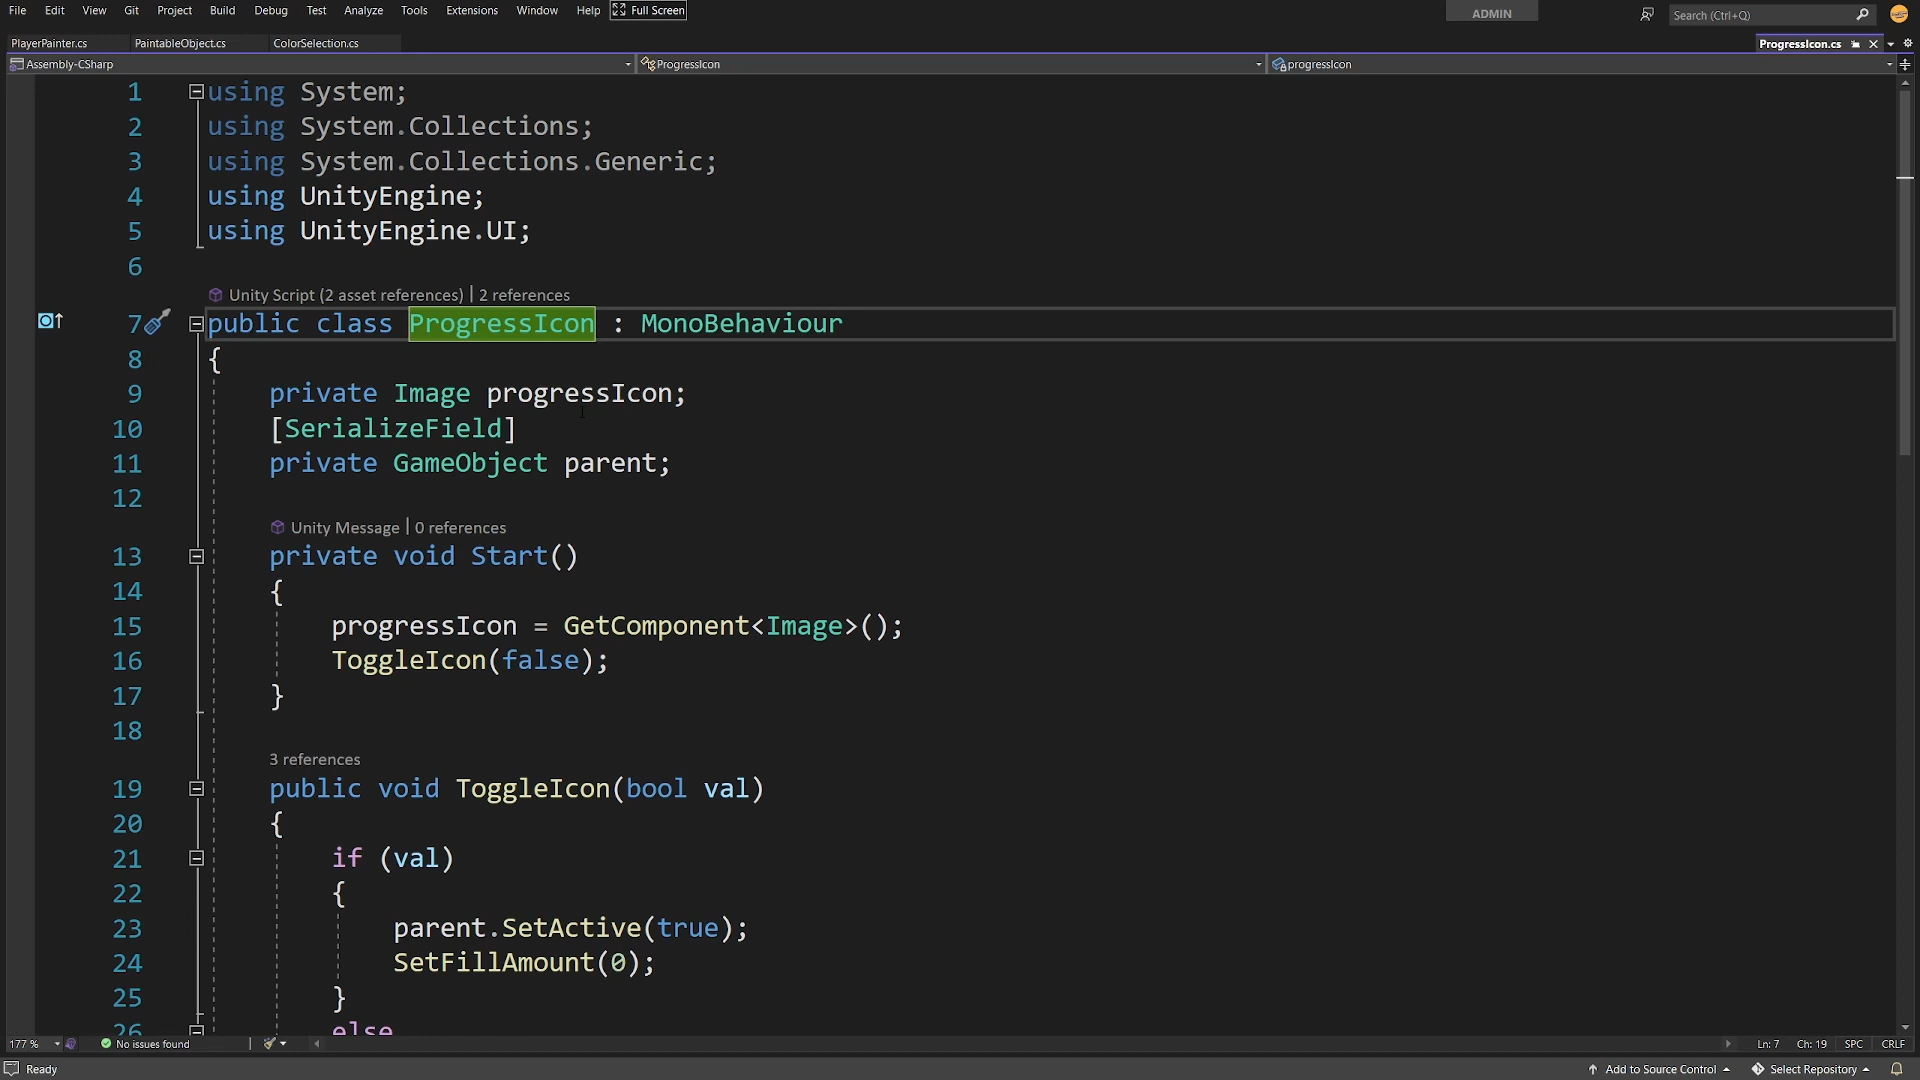 File Edit View Git Project Build Debug Test Analyze Tools Extensions Window Help Full Screen ADMIN Search (Ctrl+Q)
PlayerPainter.cs PaintableObject.cs ColorSelection.cs ProgressIcon.cs
Assembly-CSharp ProgressIcon progressIcon
1 using System;
2 using System.Collections;
3 using System.Collections.Generic;
4 using UnityEngine;
5 using UnityEngine.UI;
6
Unity Script (2 asset references) | 2 references
7 public class ProgressIcon : MonoBehaviour
8 {
9 private Image progressIcon;
10 [SerializeField]
11 private GameObject parent;
12
Unity Message | 0 references
13 private void Start()
14 {
15 progressIcon = GetComponent<Image>();
16 ToggleIcon(false);
17 }
18
3 references
19 public void ToggleIcon(bool val)
20 {
21 if (val)
22 {
23 parent.SetActive(true);
24 SetFillAmount(0);
25 }
26 else
177 % No issues found Ln: 7 Ch: 19 SPC CRLF
Ready Add to Source Control Select Repository